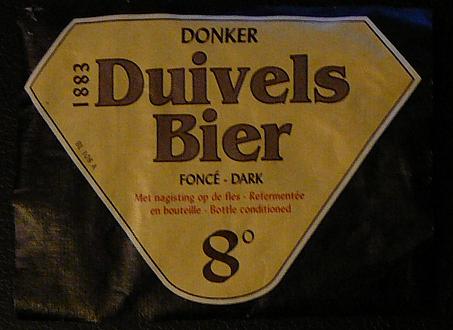 DONKER
1883
Duivels
Bier
FONCÉ - DARK
Met nagisting op de fles - Refermentée
en bouteille - Bottle conditioned
8°